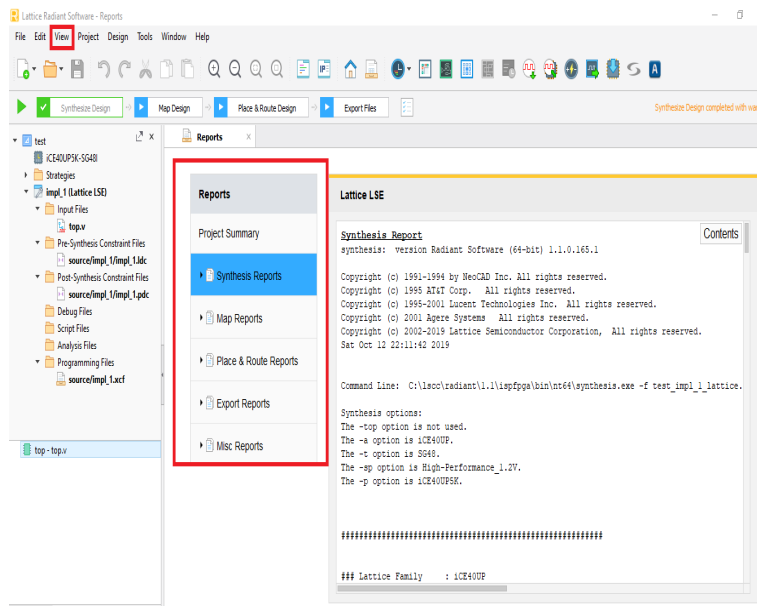 Lattice Radiant Software - Reports
File Edit View Project Design Tools Window Help
IP
A
Synthesize Design
Map Design
Place & Route Design
Export Files
Synthesize Design completed with
test
iCE40UP5K-SG48I
Strategies
impl_1 (Lattice LSE)
Input Files
top.v
Pre-Synthesis Constraint Files
source/impl_1/impl_1.ldc
Post-Synthesis Constraint Files
source/impl_1/impl_1.pdc
Debug Files
Script Files
Analysis Files
Programming Files
source/impl_1.xcf
top - top.v
Reports
Reports
Project Summary
Synthesis Reports
Map Reports
Place & Route Reports
Export Reports
Misc Reports
Lattice LSE
Contents
Synthesis Report
synthesis: version Radiant Software (64-bit) 1.1.0.165.1
Copyright (c) 1991-1994 by NeoCAD Inc. All rights reserved.
Copyright (c) 1995 AT&T Corp. All rights reserved.
Copyright (c) 1995-2001 Lucent Technologies Inc. All rights reserved.
Copyright (c) 2001 Agere Systems All rights reserved.
Copyright (c) 2002-2019 Lattice Semiconductor Corporation, All rights reserved.
Sat Oct 12 22:11:42 2019
Command Line: C:\lscc\radiant\1.1\ispfpga\bin\nt64\synthesis.exe -f test_impl_1_lattice.
Synthesis options:
The -top option is not used.
The -a option is iCE40UP.
The -t option is SG48.
The -sp option is High-Performance_1.2V.
The -p option is iCE40UP5K.
##########################################################
### Lattice Family : iCE40UP